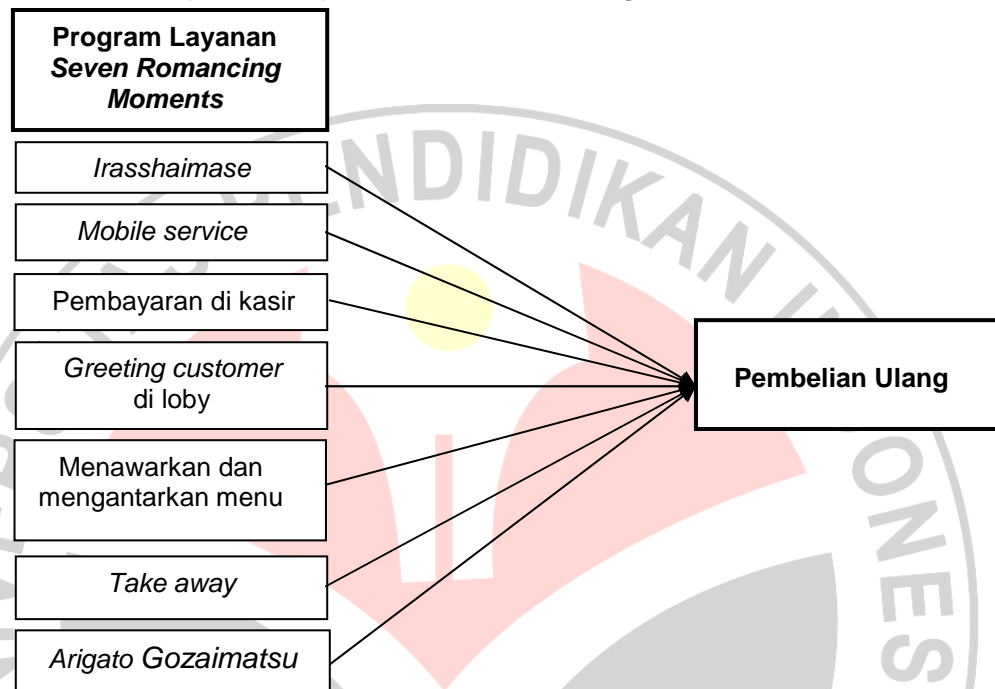 Program Layanan
Seven Romancing
Moments
Irasshaimase
Mobile service
Pembayaran di kasir
Greeting customer
di loby
Menawarkan dan
mengantarkan menu
Take away
Arigato Gozaimatsu
Pembelian Ulang